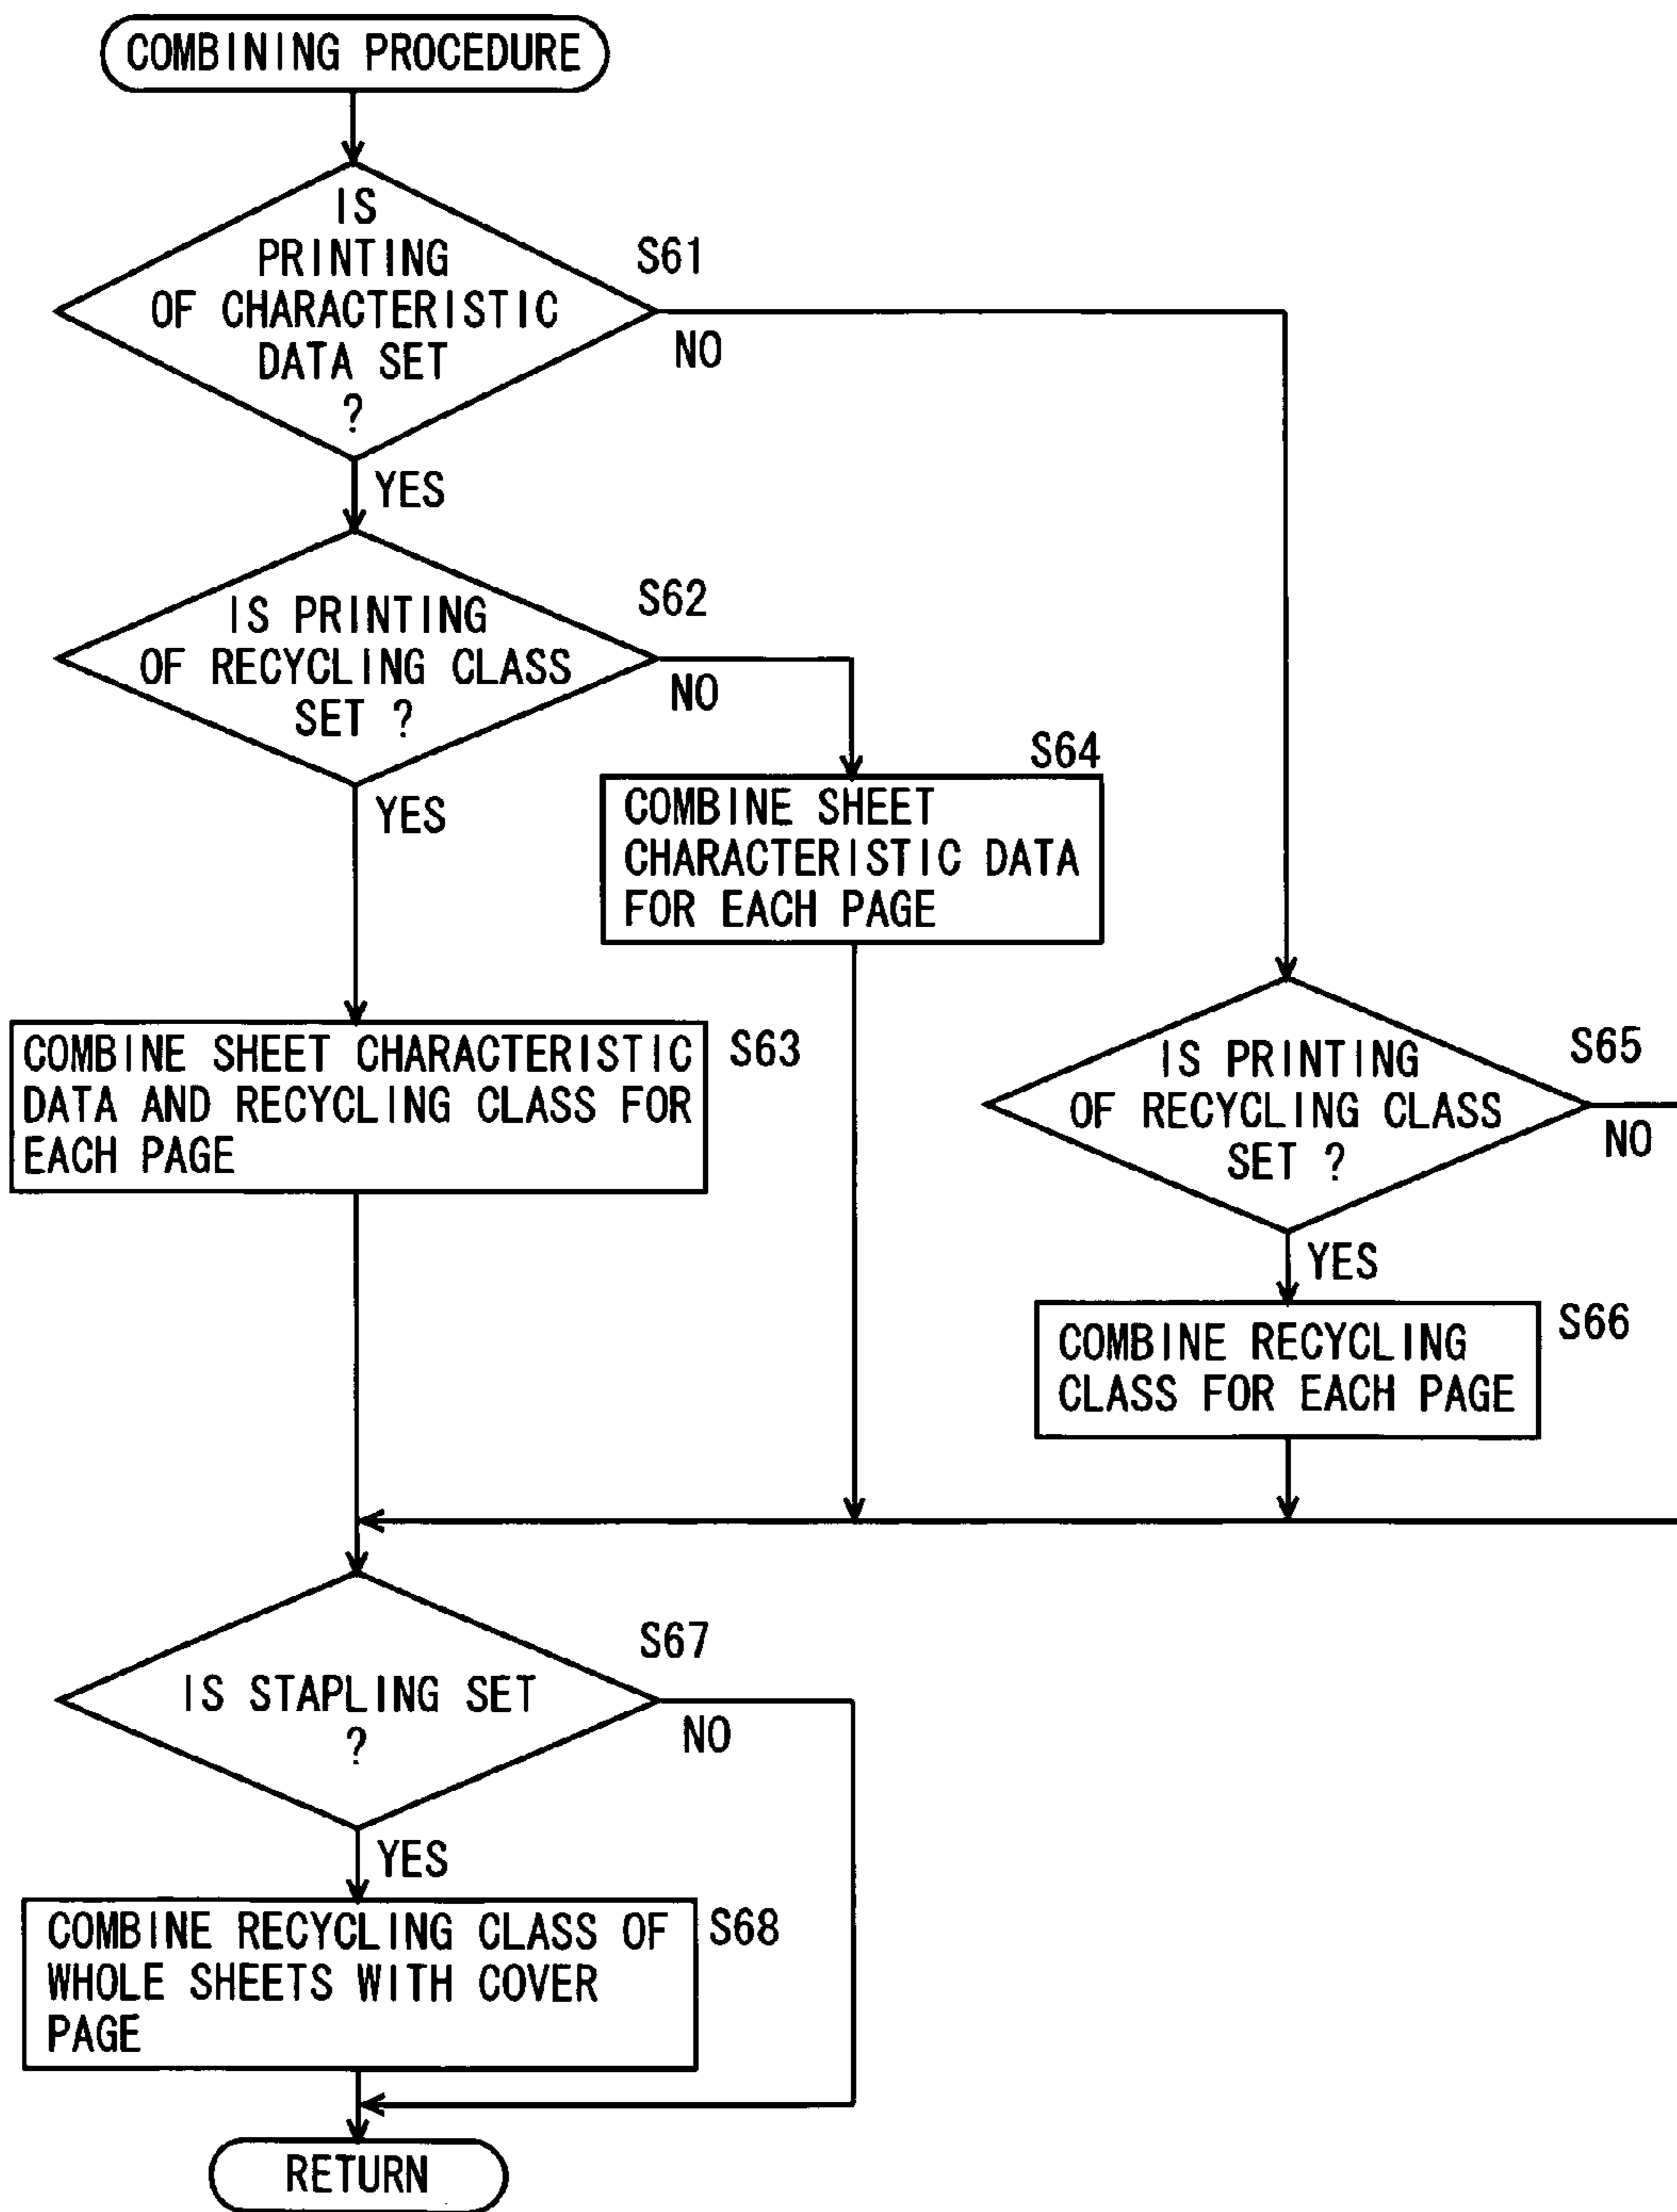 COMBINING PROCEDURE
IS
PRINTING
OF CHARACTERISTIC
DATA SET
?
S61
NO
YES
IS PRINTING
OF RECYCLING CLASS
SET ?
S62
NO
YES
S64
COMBINE SHEET
CHARACTERISTIC DATA
FOR EACH PAGE
COMBINE SHEET CHARACTERISTIC
DATA AND RECYCLING CLASS FOR
EACH PAGE
S63
IS PRINTING
OF RECYCLING CLASS
SET ?
S65
NO
YES
COMBINE RECYCLING
CLASS FOR EACH PAGE
S66
IS STAPLING SET
?
S67
NO
YES
COMBINE RECYCLING CLASS OF
WHOLE SHEETS WITH COVER
PAGE
S68
RETURN